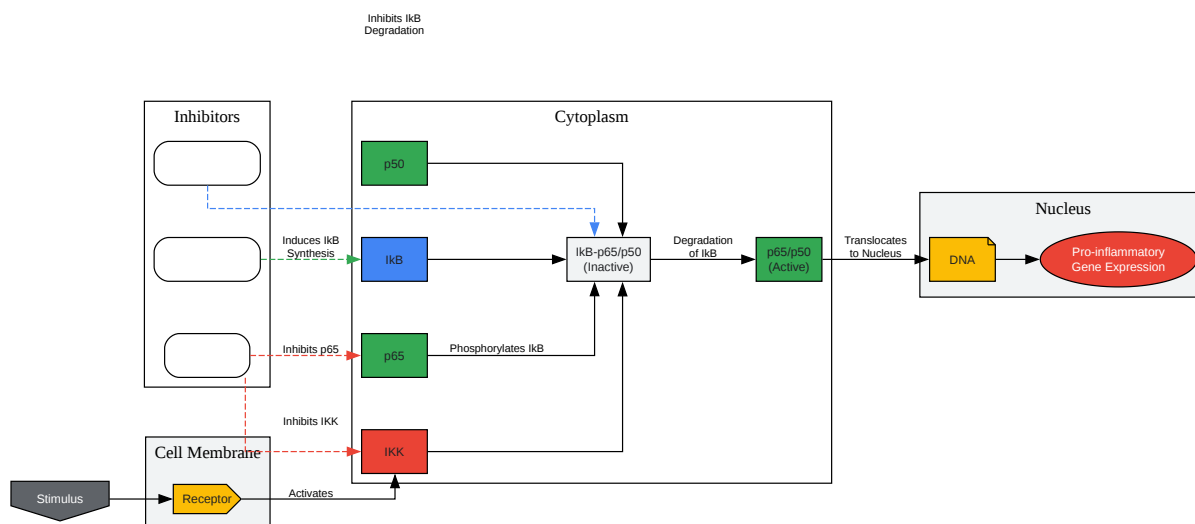 Inhibits IkB
Degradation
Inhibitors
Cytoplasm
p50
Nucleus
Induces IkB
Synthesis
IkB
IkB-p65/p50
(Inactive)
Degradation
of IkB
p65/p50
(Active)
Translocates
to Nucleus
DNA
Pro-inflammatory
Gene Expression
Inhibits p65
p65
Phosphorylates IkB
Inhibits IKK
Cell Membrane
IKK
Stimulus
Receptor
Activates